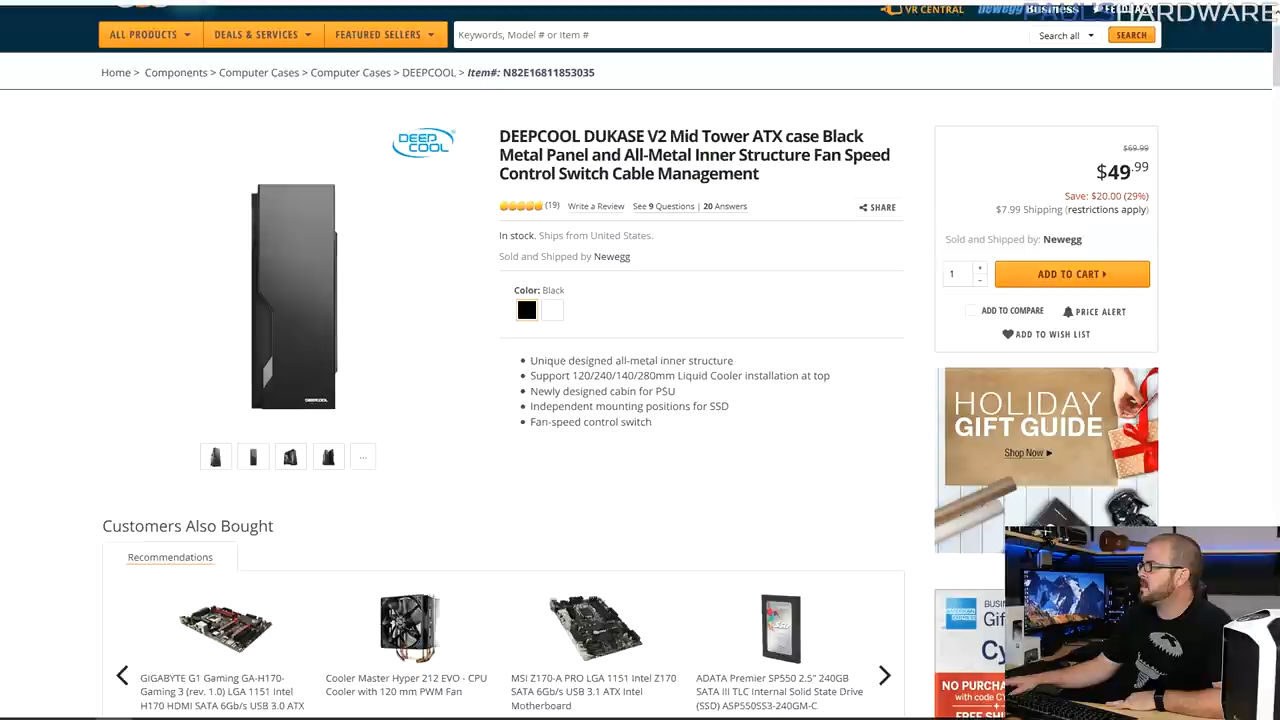 VR CENTRAL
newegg Business
FEEDBACK
PAULSHARDWARE
ALL PRODUCTS
DEALS & SERVICES
FEATURED SELLERS
Keywords, Model # or Item #
Search all
SEARCH
Home > Components > Computer Cases > Computer Cases > DEEPCOOL > Item#: N82E16811853035
DEEP
COOL
DEEPCOOL DUKASE V2 Mid Tower ATX case Black
Metal Panel and All-Metal Inner Structure Fan Speed
Control Switch Cable Management
(19)
Write a Review
See 9 Questions | 20 Answers
SHARE
In stock. Ships from United States.
Sold and Shipped by Newegg
Color: Black
Unique designed all-metal inner structure
Support 120/240/140/280mm Liquid Cooler installation at top
Newly designed cabin for PSU
Independent mounting positions for SSD
Fan-speed control switch
DEEPCOOL
...
$69.99
$49.99
Save: $20.00 (29%)
$7.99 Shipping (restrictions apply)
Sold and Shipped by: Newegg
1
+
-
ADD TO CART
ADD TO COMPARE
PRICE ALERT
ADD TO WISH LIST
HOLIDAY
GIFT GUIDE
Shop Now
Customers Also Bought
Recommendations
GIGABYTE G1 Gaming GA-H170-
Gaming 3 (rev. 1.0) LGA 1151 Intel
H170 HDMI SATA 6Gb/s USB 3.0 ATX
Cooler Master Hyper 212 EVO - CPU
Cooler with 120 mm PWM Fan
MSI Z170-A PRO LGA 1151 Intel Z170
SATA 6Gb/s USB 3.1 ATX Intel
Motherboard
ADATA Premier SP550 2.5" 240GB
SATA III TLC Internal Solid State Drive
(SSD) ASP550SS3-240GM-C
AMERICAN
EXPRESS
BUSIN
Gif
Cy
NO PURCHA
with code
+
FREE SHIP